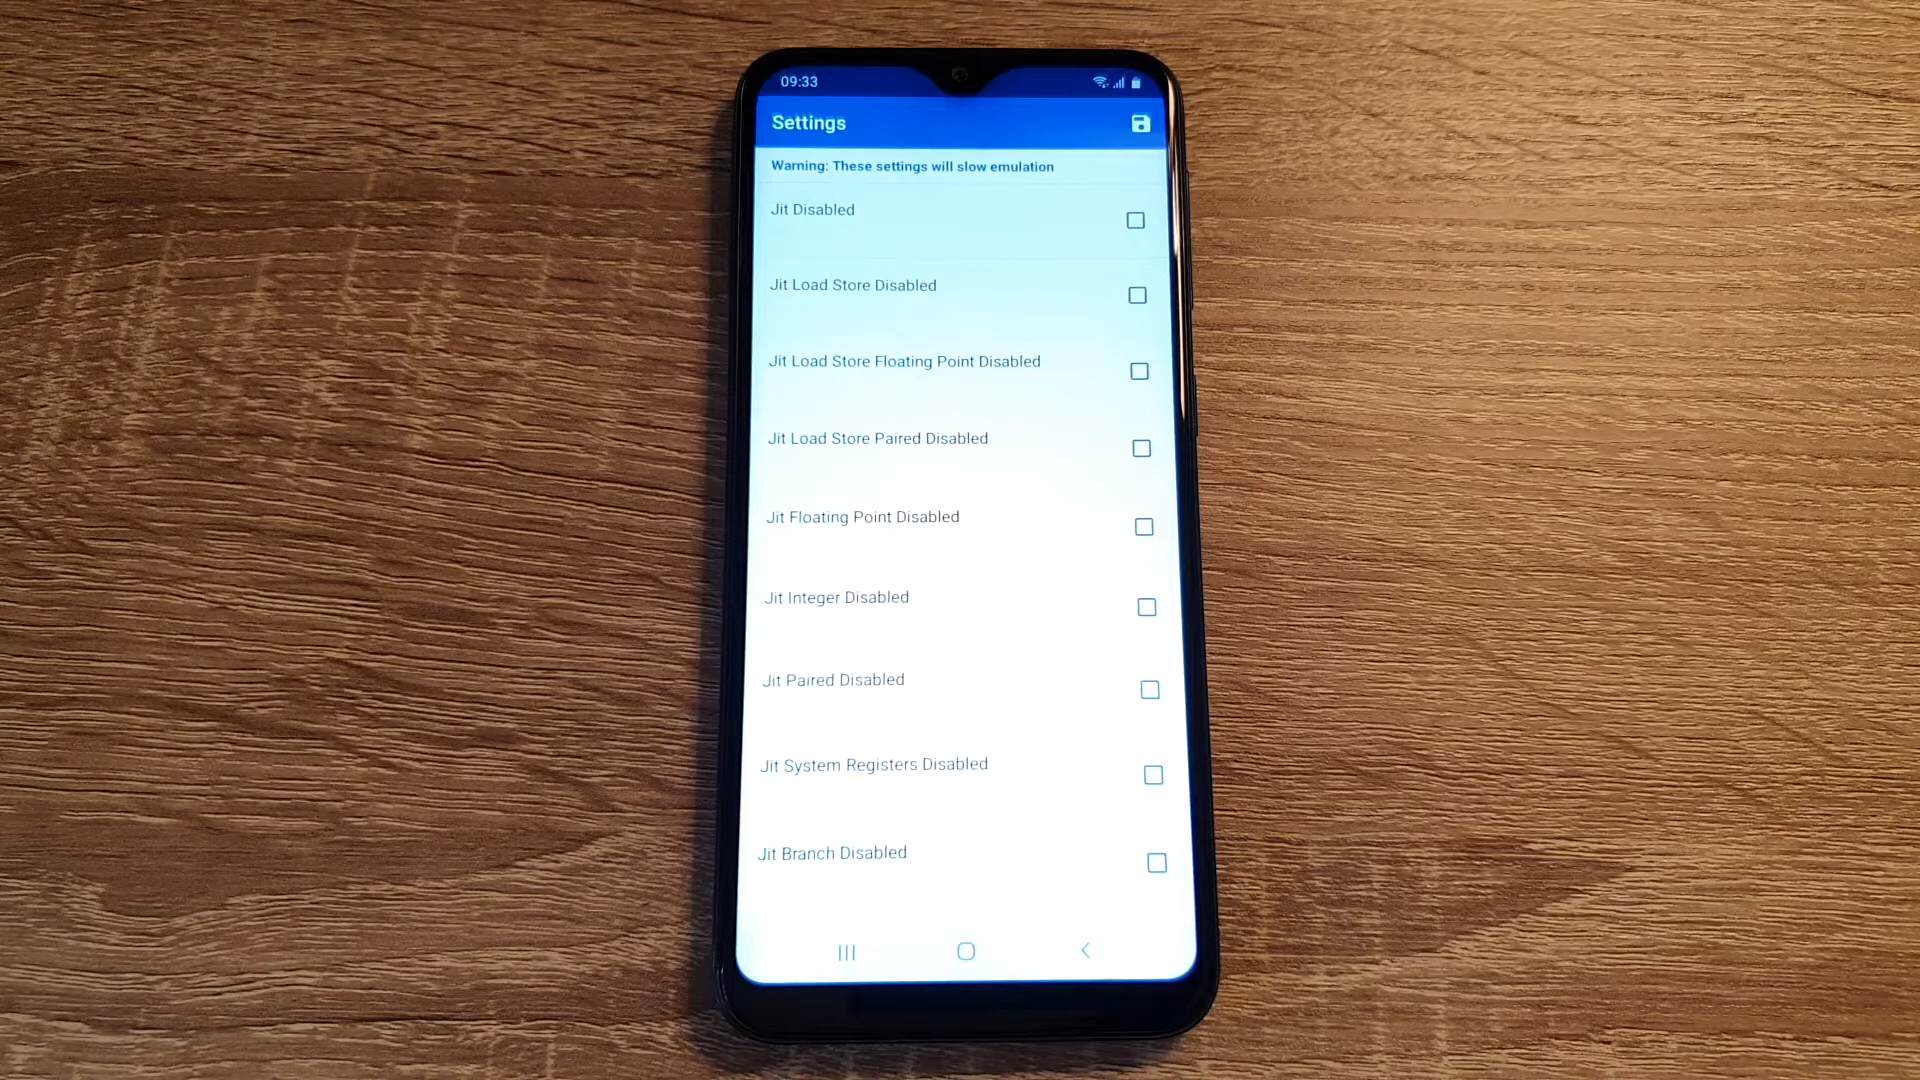 09:33
Settings
Warning: These settings will slow emulation
Jit Disabled
Jit Load Store Disabled
Jit Load Store Floating Point Disabled
Jit Load Store Paired Disabled
Jit Floating Point Disabled
Jit Integer Disabled
Jit Paired Disabled
Jit System Registers Disabled
Jit Branch Disabled